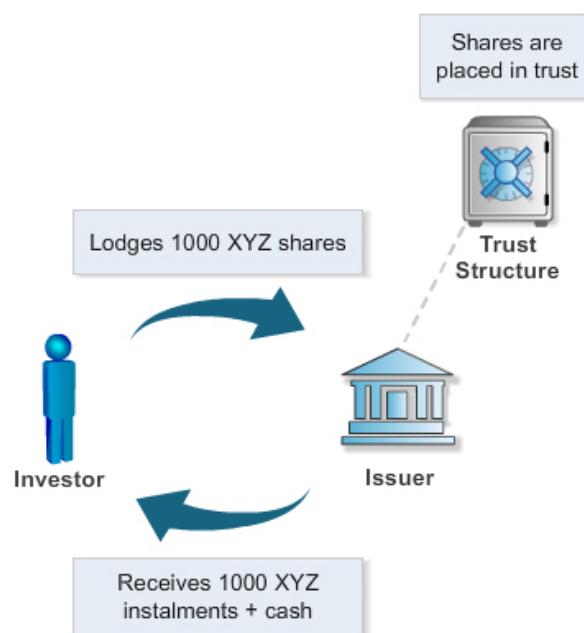 Shares are
placed in trust
Trust
Structure
Lodges 1000 XYZ shares
Investor
Issuer
Receives 1000 XYZ
instalments + cash